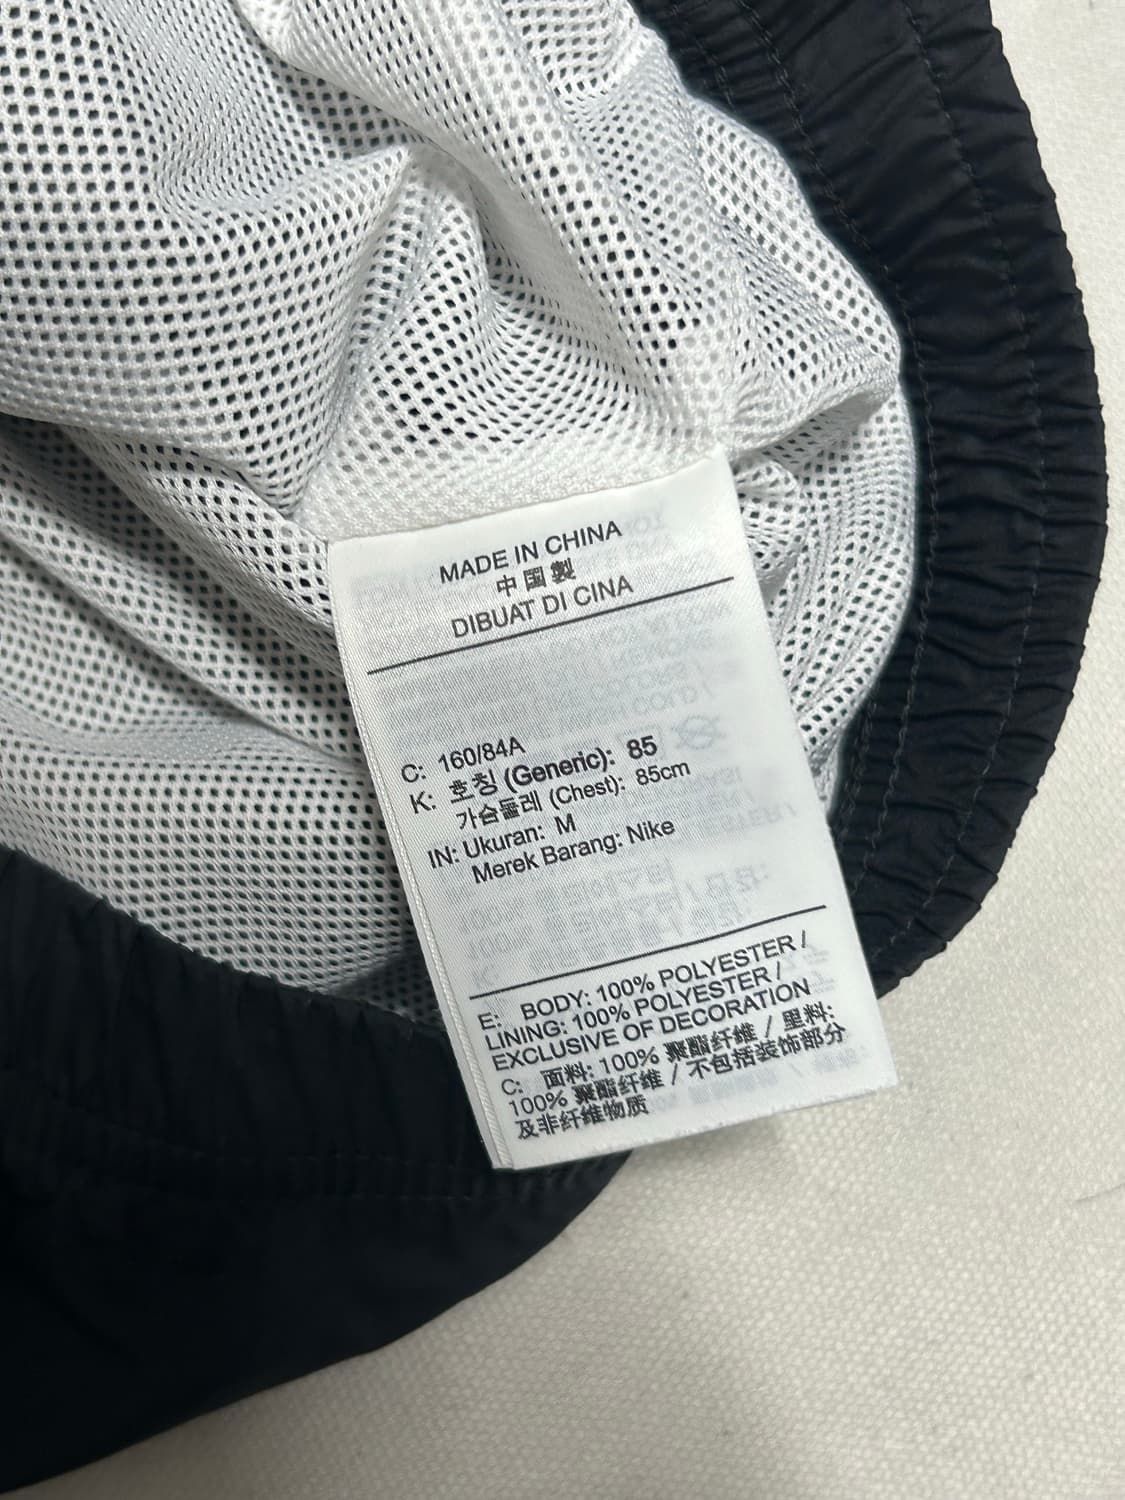 MADE IN CHINA
中国製
DIBUAT DI CINA
C: 160/84A
K: 호칭 (Generic): 85
가슴둘레 (Chest): 85cm
IN: Ukuran: M
Merek Barang: Nike
E: BODY: 100% POLYESTER /
LINING: 100% POLYESTER /
EXCLUSIVE OF DECORATION
C: 面料: 100% 聚酯纤维 / 里料:
100% 聚酯纤维 / 不包括装饰部分
及非纤维物质